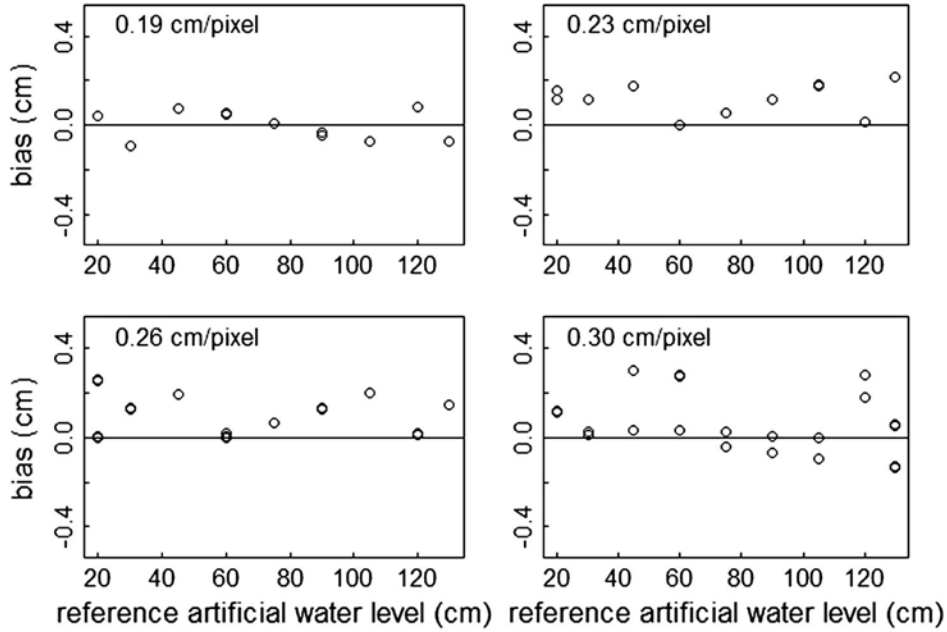 0.19 cm/pixel
bias (cm)
0.4
0.0
-0.4
20 40 60 80 100 120
0.23 cm/pixel
0.4
0.0
-0.4
20 40 60 80 100 120
0.26 cm/pixel
bias (cm)
0.4
0.0
-0.4
20 40 60 80 100 120
reference artificial water level (cm)
0.30 cm/pixel
0.4
0.0
-0.4
20 40 60 80 100 120
reference artificial water level (cm)